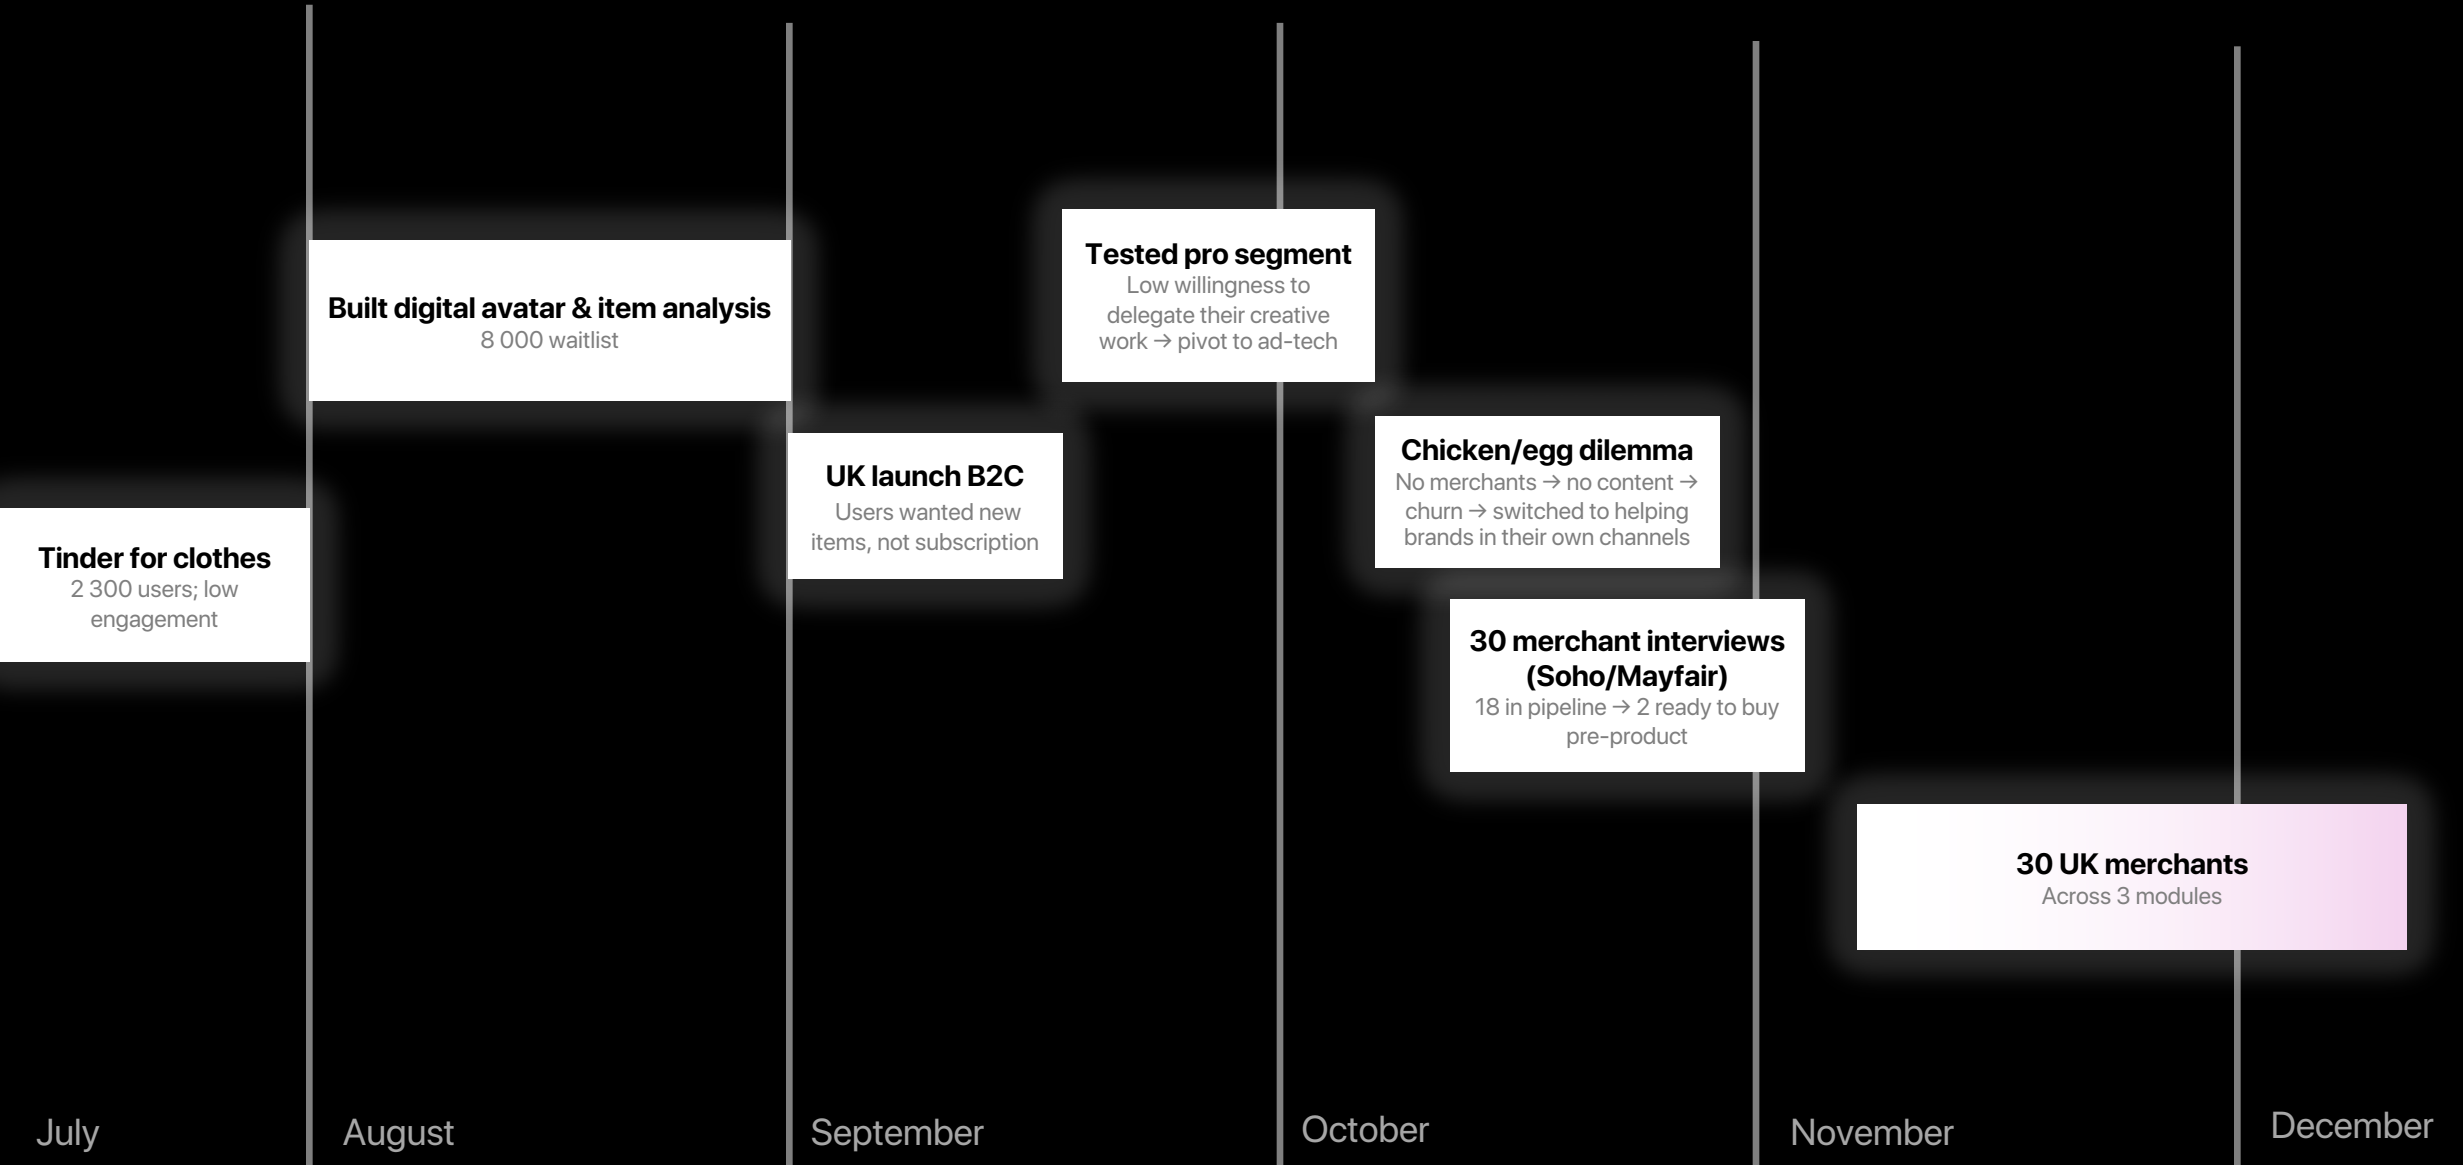 Tested pro segment
Low willingness to
delegate their creative
work → pivot to ad-tech
Built digital avatar & item analysis
8 000 waitlist
Chicken/egg dilemma
No merchants → no content →
churn → switched to helping
brands in their own channels
UK launch B2C
Users wanted new
items, not subscription
Tinder for clothes
2 300 users; low
engagement
30 merchant interviews
(Soho/Mayfair)
18 in pipeline → 2 ready to buy
pre-product
30 UK merchants
Across 3 modules
July
August
September
October
November
December